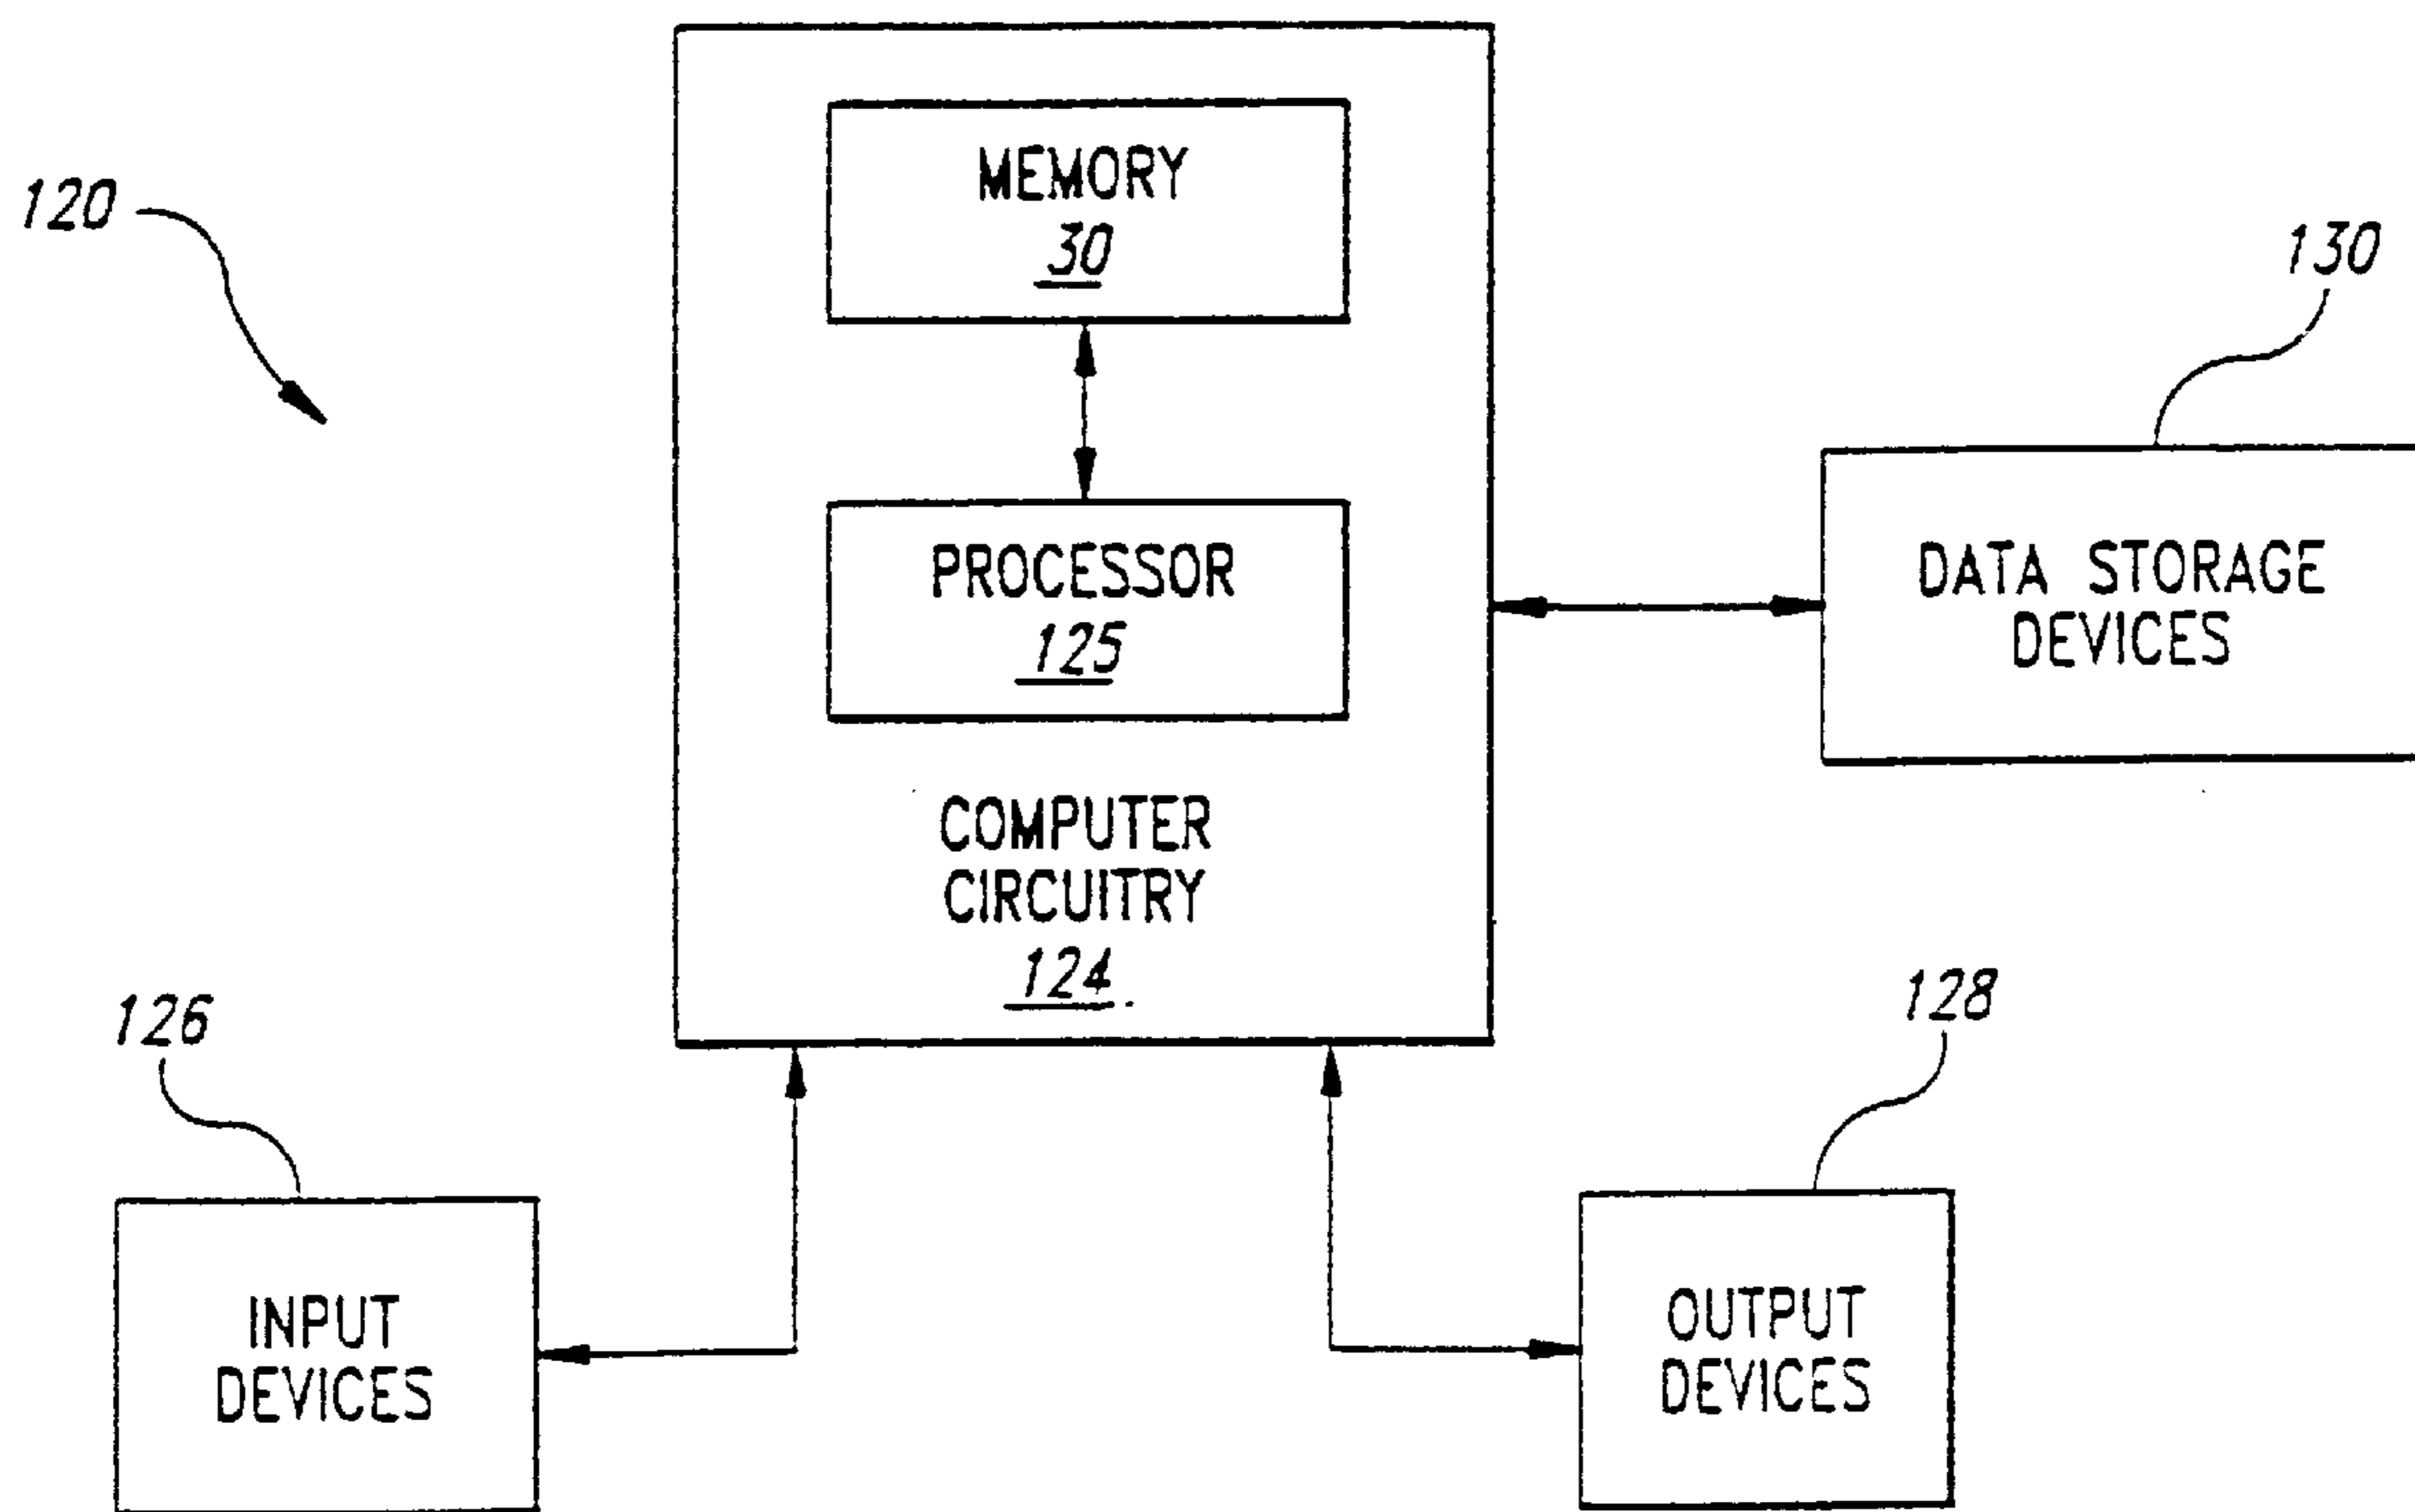 MEMORY
30
120
130
PROCESSOR
125
DATA STORAGE
DEVICES
COMPUTER
CIRCUITRY
124
126
128
INPUT
DEVICES
OUTPUT
DEVICES